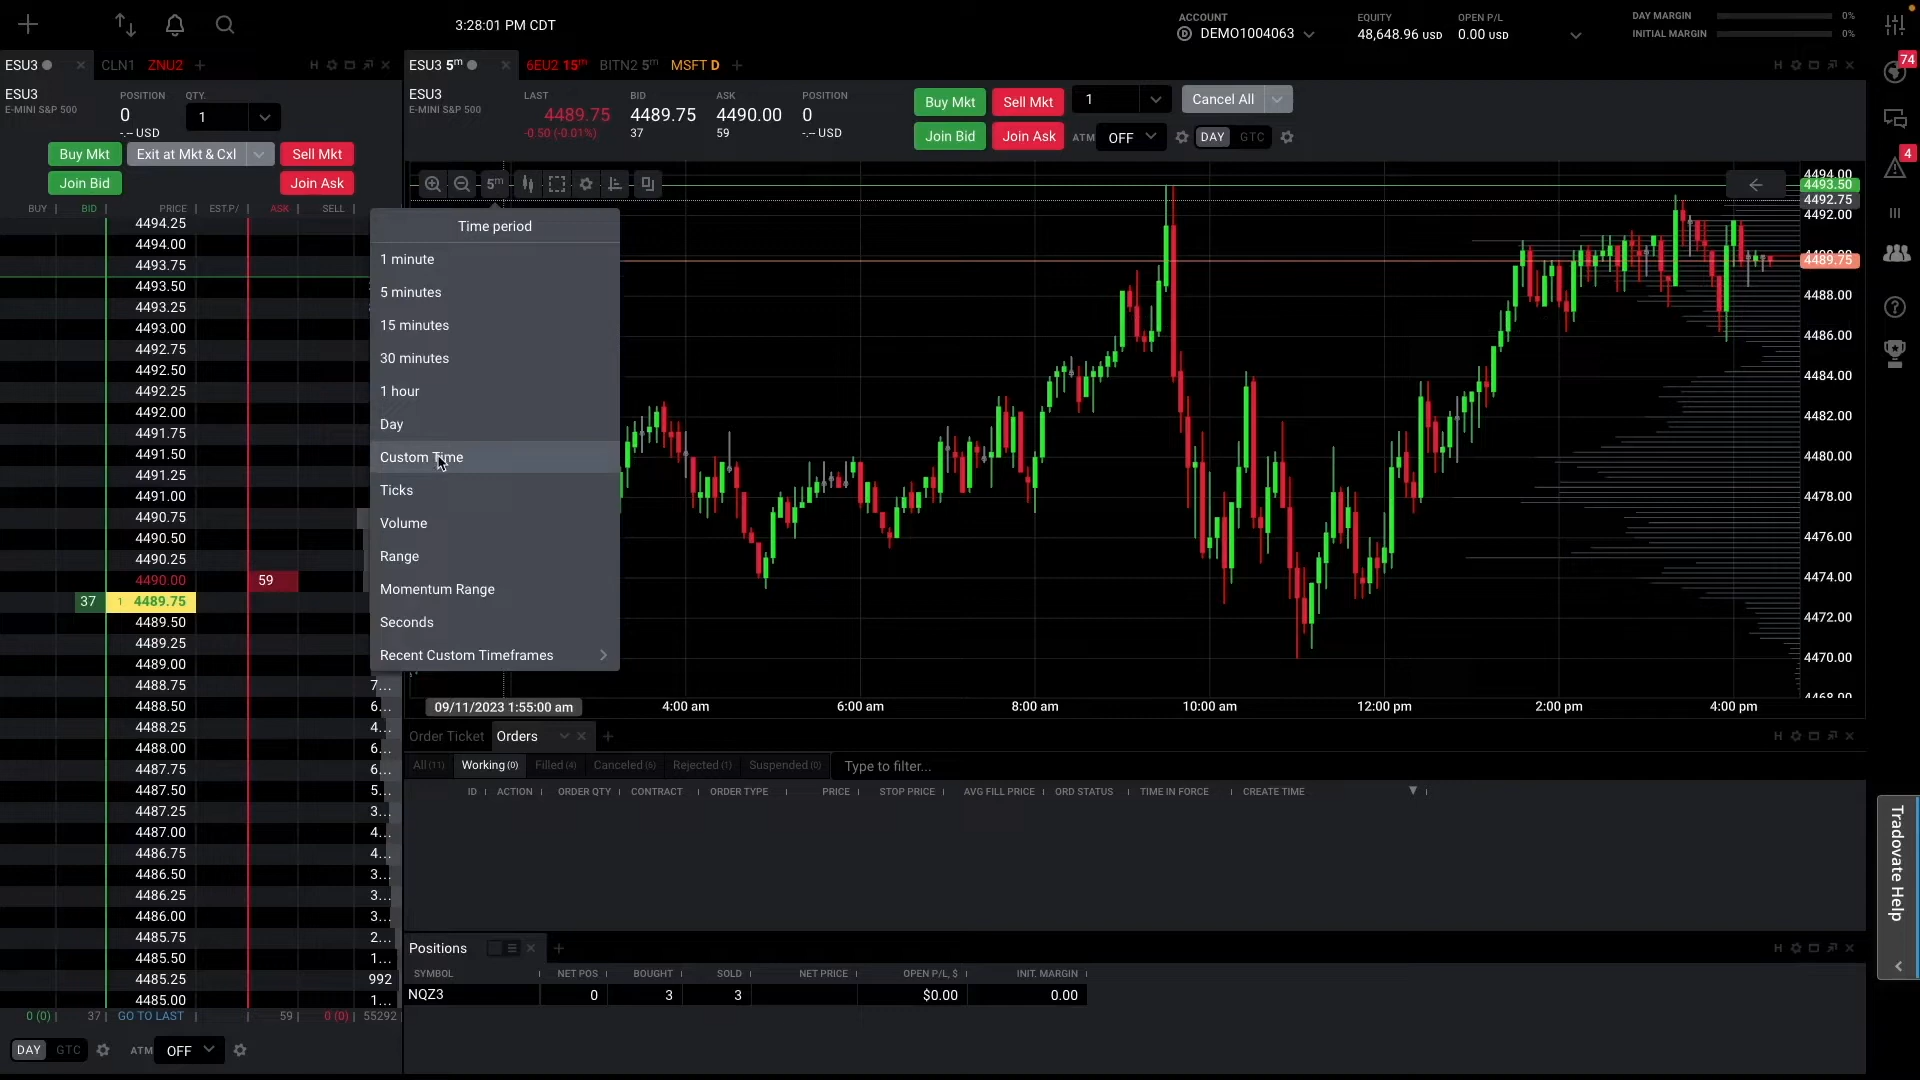 3:28:01 PM CDT
ACCOUNT
DEMO1004063
EQUITY
48,648.96 USD
OPEN P/L
0.00 USD
DAY MARGIN
0%
INITIAL MARGIN
0%
74
4
ESU3
CLN1
ZNU2
ESU3
E-MINI S&P 500
POSITION
0
-.-- USD
QTY.
1
Buy Mkt
Exit at Mkt & Cxl
Sell Mkt
Join Bid
Join Ask
BUY
BID
PRICE
EST.P/
ASK
SELL
4494.25
4494.00
4493.75
4493.50
4493.25
4493.00
4492.75
4492.50
4492.25
4492.00
4491.75
4491.50
4491.25
4491.00
4490.75
4490.50
4490.25
4490.00 59
37 1 4489.75
4489.50
4489.25
4489.00
4488.75 7...
4488.50 6...
4488.25 4...
4488.00 6...
4487.75 6...
4487.50 5...
4487.25 3...
4487.00 4...
4486.75 4...
4486.50 3...
4486.25 3...
4486.00 3...
4485.75 2...
4485.50 1...
4485.25 992
4485.00 1...
0 (0) 37 GO TO LAST 59 0 (0) 55292
DAY GTC ATM OFF
ESU3 5m
6EU2 15m
BITN2 5m
MSFT D
ESU3
E-MINI S&P 500
LAST
4489.75
-0.50 (-0.01%)
BID
4489.75
37
ASK
4490.00
59
POSITION
0
-.-- USD
Buy Mkt
Sell Mkt
1
Cancel All
Join Bid
Join Ask
ATM OFF
DAY GTC
5m
Time period
1 minute
5 minutes
15 minutes
30 minutes
1 hour
Day
Custom Time
Ticks
Volume
Range
Momentum Range
Seconds
Recent Custom Timeframes
4494.00
4493.50
4492.75
4492.00
4489.75
4488.00
4486.00
4484.00
4482.00
4480.00
4478.00
4476.00
4474.00
4472.00
4470.00
4468.00
09/11/2023 1:55:00 am
4:00 am
6:00 am
8:00 am
10:00 am
12:00 pm
2:00 pm
4:00 pm
Order Ticket
Orders
All (11)
Working (0)
Filled (4)
Canceled (6)
Rejected (1)
Suspended (0)
Type to filter...
ID ACTION ORDER QTY CONTRACT ORDER TYPE PRICE STOP PRICE AVG FILL PRICE ORD STATUS TIME IN FORCE CREATE TIME
Positions
SYMBOL NET POS BOUGHT SOLD NET PRICE OPEN P/L, $ INIT. MARGIN
NQZ3 0 3 3 $0.00 0.00
Tradovate Help